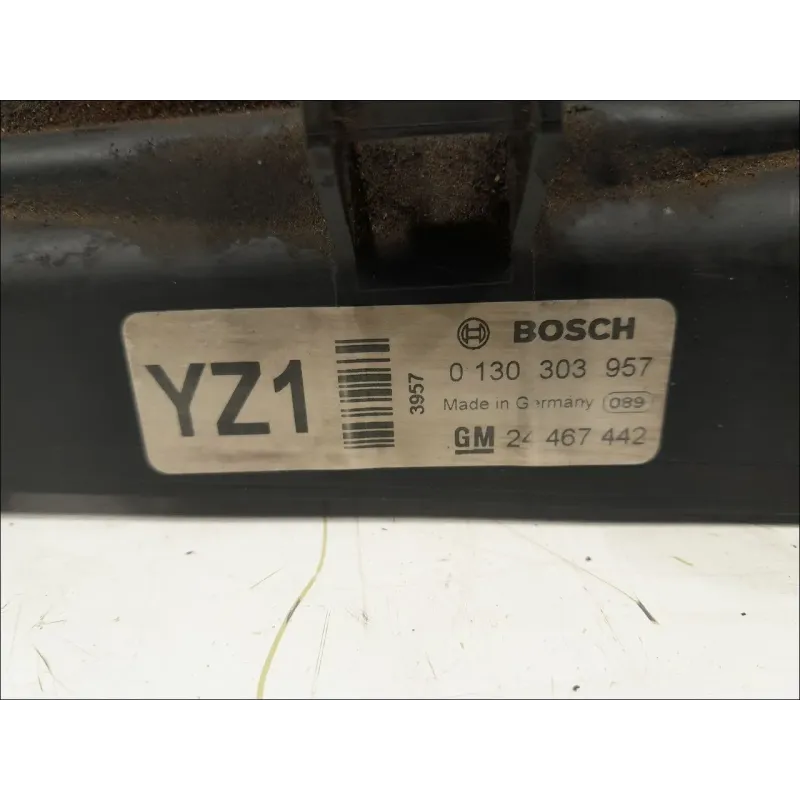 YZ1
3957
BOSCH
0 130 303 957
Made in Germany 089
GM 24 467 442